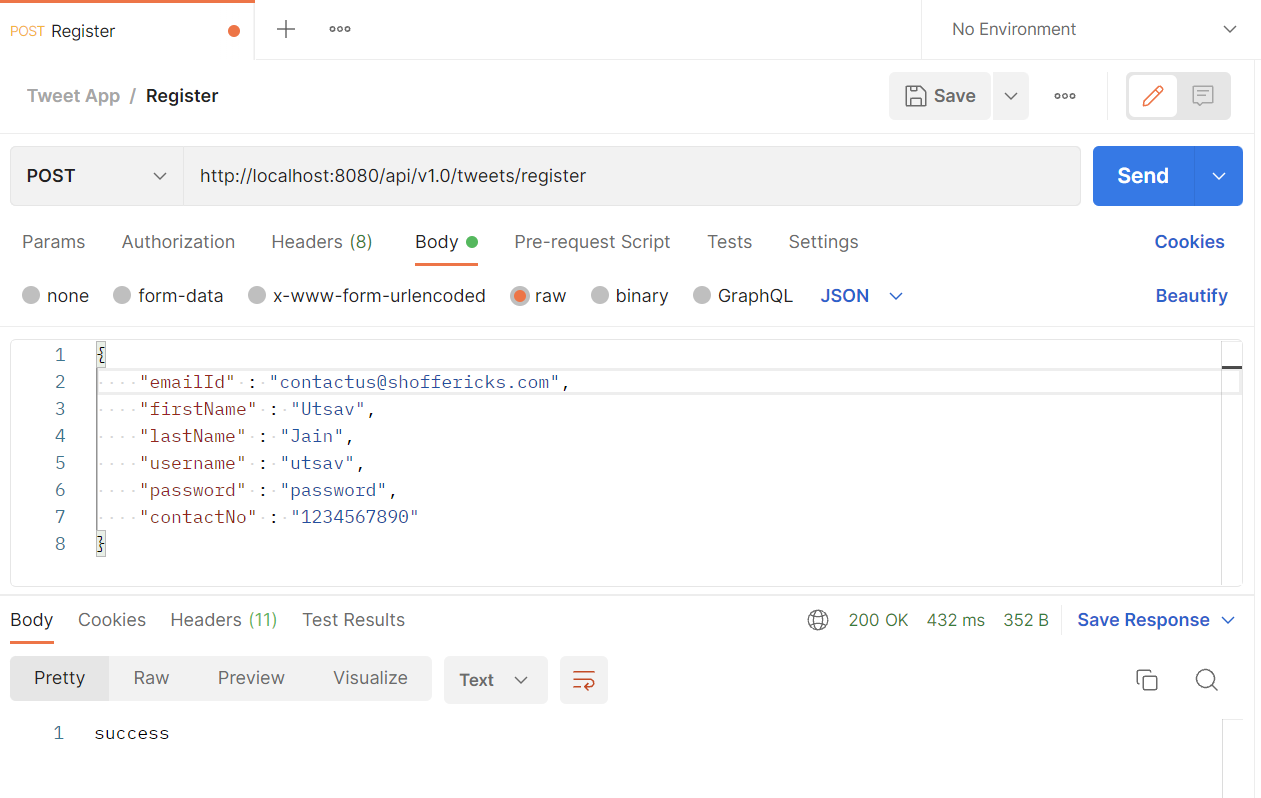 POST Register
No Environment
Tweet App / Register
Save
POST http://localhost:8080/api/v1.0/tweets/register Send
Params Authorization Headers (8) Body Pre-request Script Tests Settings Cookies
none form-data x-www-form-urlencoded raw binary GraphQL JSON Beautify
1 {
2 "emailId" : "contactus@shoffericks.com",
3 "firstName" : "Utsav",
4 "lastName" : "Jain",
5 "username" : "utsav",
6 "password" : "password",
7 "contactNo" : "1234567890"
8 }
Body Cookies Headers (11) Test Results 200 OK 432 ms 352 B Save Response
Pretty Raw Preview Visualize Text
1 success